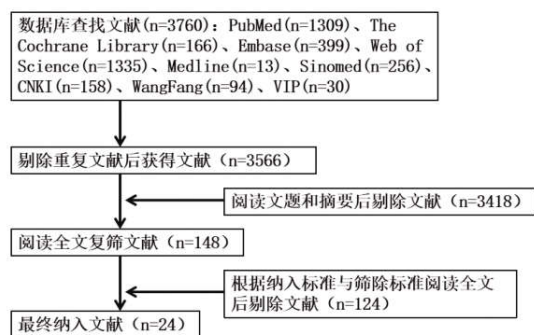 数据库查找文献(n=3760)：PubMed(1309)、The
Cochrane Library(166)、Embase(399)、Web of
Science(n=1335)、Medline(n=13)、Sinomed(n=256)、
CNKI(n=158)、WangFang(n=94)、VIP(n=30)
剔除重复文献后获得文献（n=3566）
阅读文题和摘要后剔除文献（n=3418）
阅读全文复筛文献（n=148）
根据纳入标准与筛除标准阅读全文
后剔除文献（n=124）
最终纳入文献（n=24）